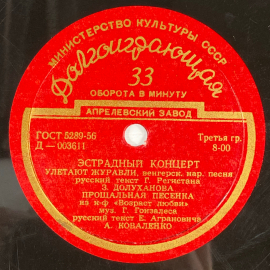 МИНИСТЕРСТВО КУЛЬТУРЫ СССР
Долгоиграющая
33
ОБОРОТА В МИНУТУ
АПРЕЛЕВСКИЙ ЗАВОД
ГОСТ 5289-56
Д — 003611
Третья гр.
8-00
ЭСТРАДНЫЙ КОНЦЕРТ
УЛЕТАЮТ ЖУРАВЛИ, венгерск. нар. песня
русский текст Г. Регистана
З. ДОЛУХАНОВА
ПРОЩАЛЬНАЯ ПЕСЕНКА
из к-ф «Возраст любви»
муз. Г. Гонзалеса
русский текст Е. Аграновича
А. КОВАЛЕНКО